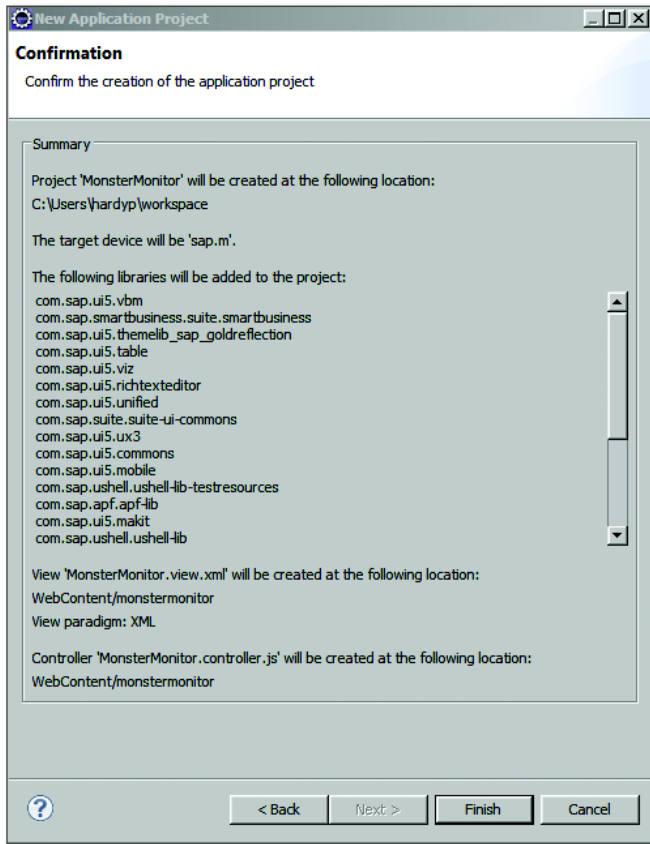 New Application Project
Confirmation
Confirm the creation of the application project
Summary
Project 'MonsterMonitor' will be created at the following location:
C:\Users\hardyp\workspace
The target device will be 'sap.m'.
The following libraries will be added to the project:
com.sap.ui5.vbm
com.sap.smartbusiness.suite.smartbusiness
com.sap.ui5.themelib_sap_goldreflection
com.sap.ui5.table
com.sap.ui5.viz
com.sap.ui5.richtexteditor
com.sap.ui5.unified
com.sap.suite.suite-ui-commons
com.sap.ui5.ux3
com.sap.ui5.commons
com.sap.ui5.mobile
com.sap.ushell.ushell-lib-testresources
com.sap.apf.apf-lib
com.sap.ui5.makit
com.sap.ushell.ushell-lib
View 'MonsterMonitor.view.xml' will be created at the following location:
WebContent/monstermonitor
View paradigm: XML
Controller 'MonsterMonitor.controller.js' will be created at the following location:
WebContent/monstermonitor
? < Back Next > Finish Cancel